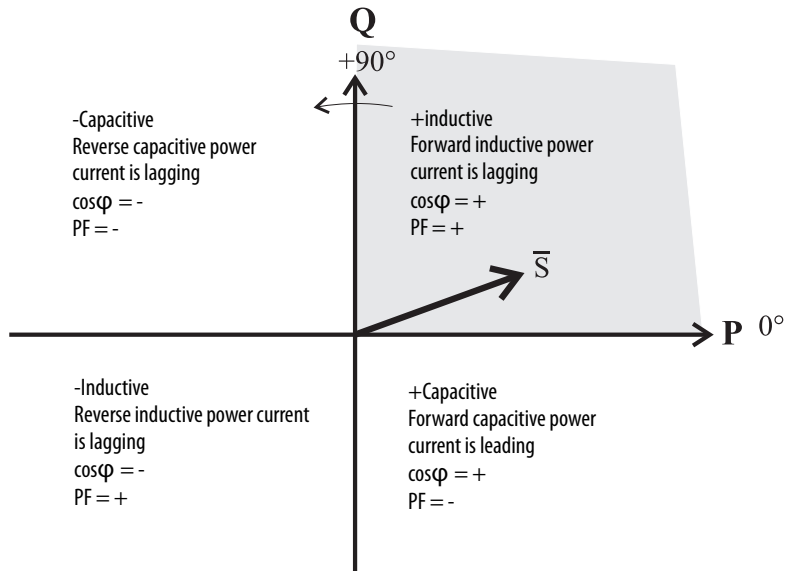 Q
+90°
-Capacitive
Reverse capacitive power
current is lagging
cosφ = -
PF = -
+inductive
Forward inductive power
current is lagging
cosφ = +
PF = +
S̅
P 0°
-Inductive
Reverse inductive power current
is lagging
cosφ = -
PF = +
+Capacitive
Forward capacitive power
current is leading
cosφ = +
PF = -